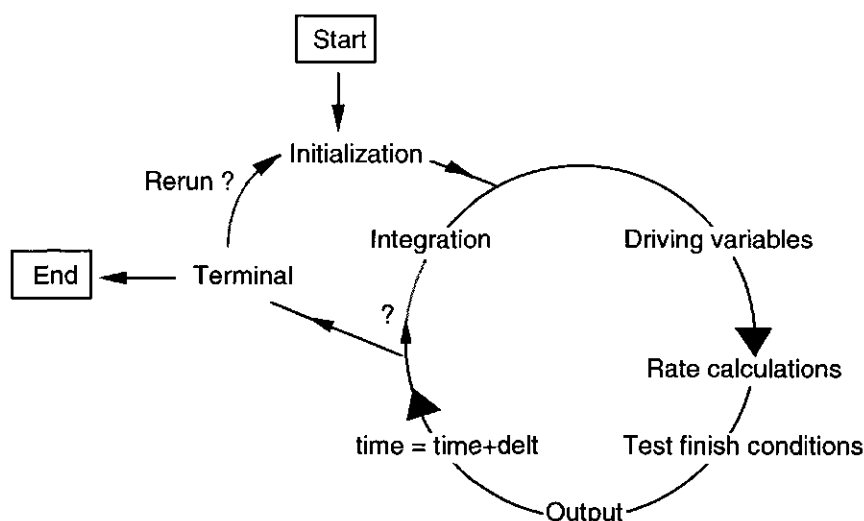 Start
Initialization
Rerun ?
Integration
Driving variables
End
Terminal
?
Rate calculations
time = time+delt
Test finish conditions
Output